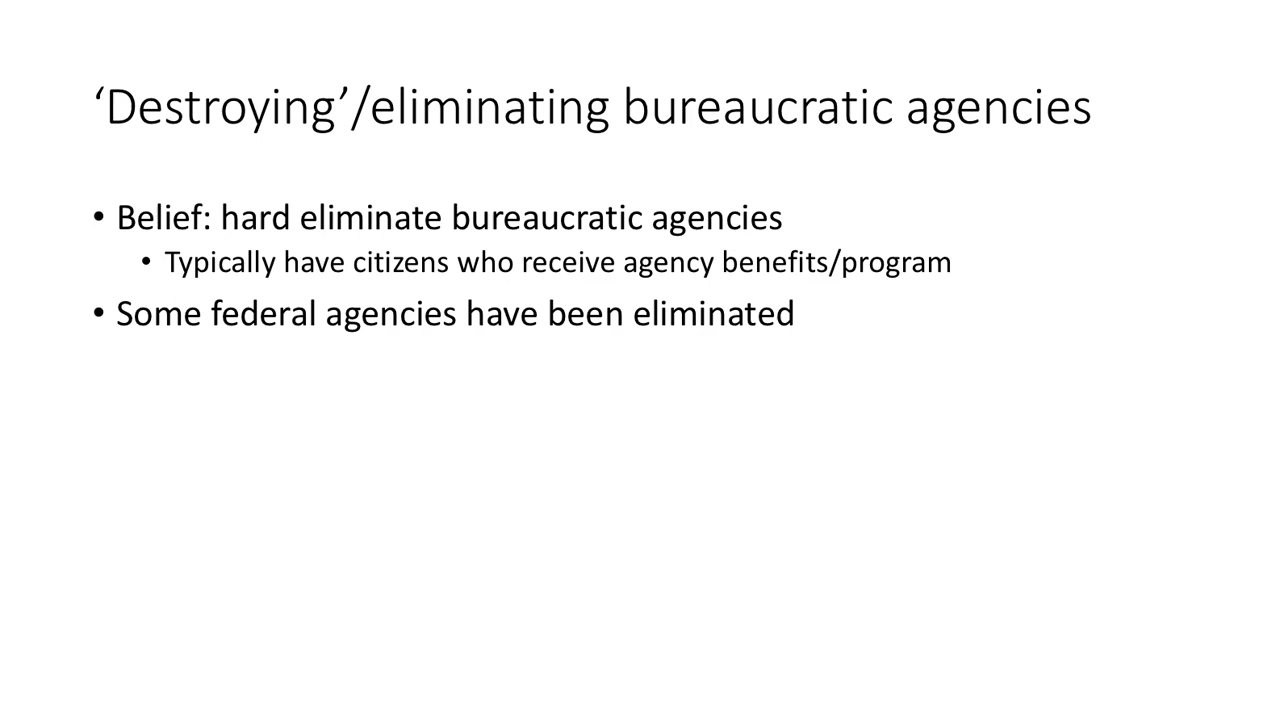 ‘Destroying’/eliminating bureaucratic agencies
• Belief: hard eliminate bureaucratic agencies
• Typically have citizens who receive agency benefits/program
• Some federal agencies have been eliminated